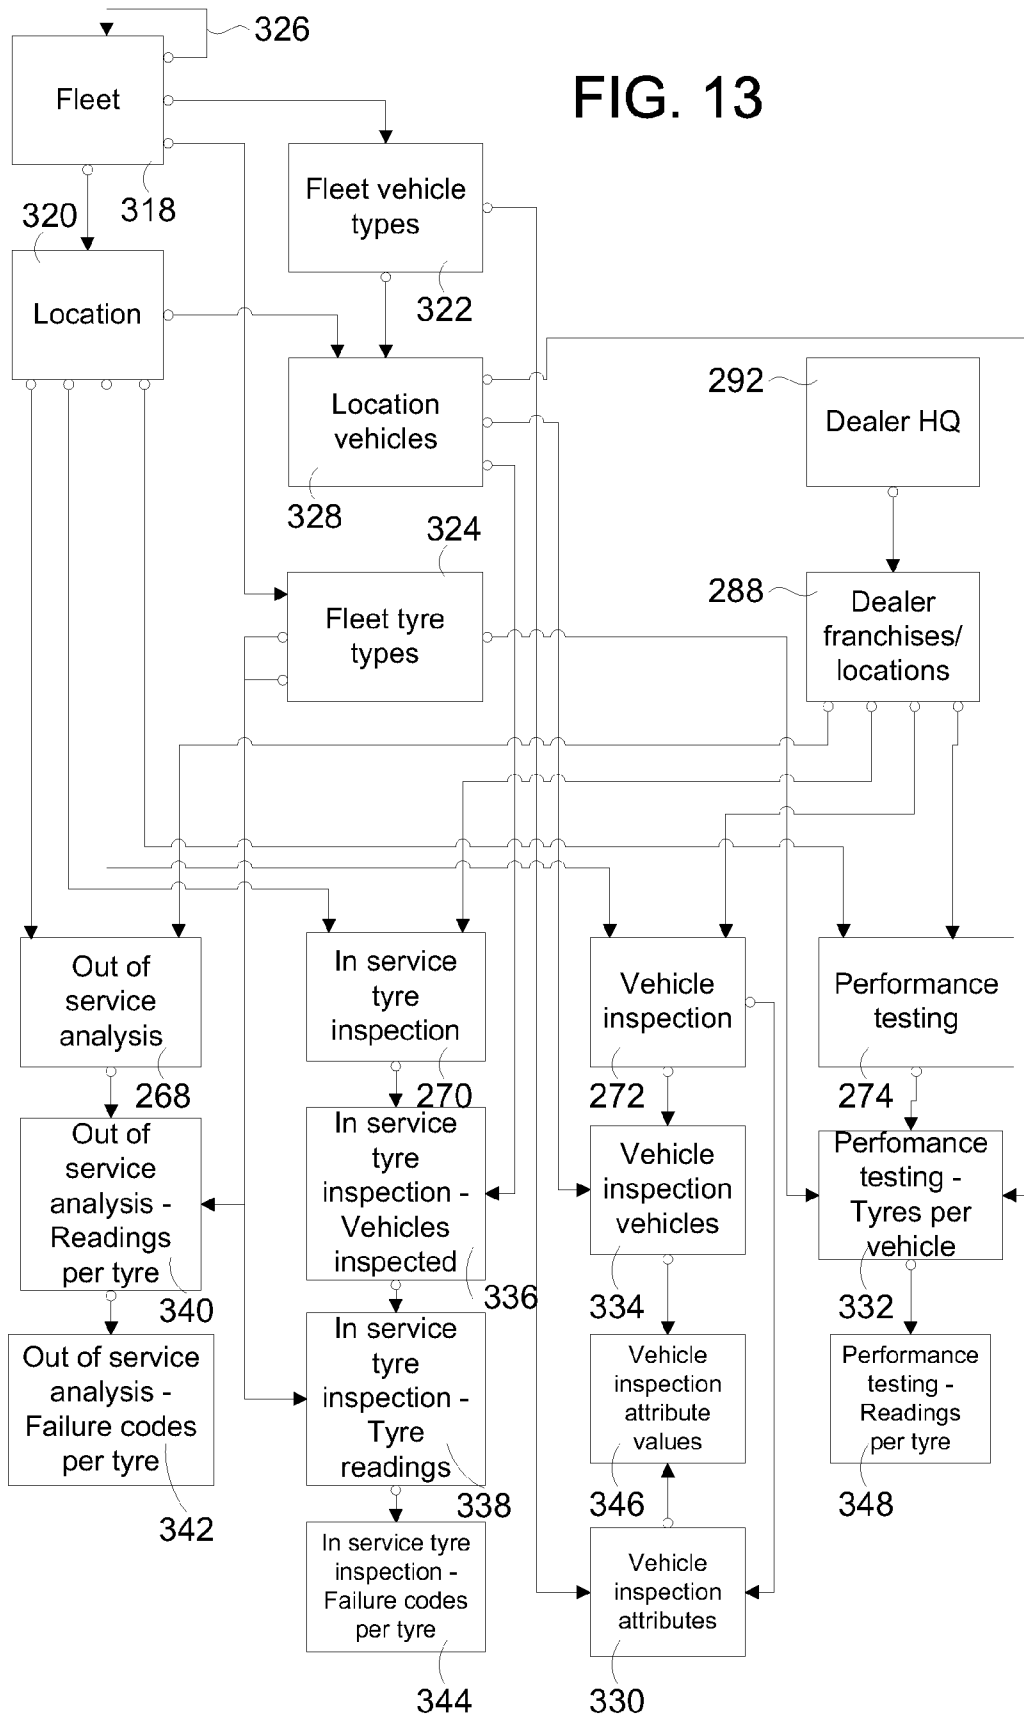 326
FIG. 13
Fleet
318
320
Fleet vehicle
types
322
Location
Location
vehicles
328
292
Dealer HQ
324
Fleet tyre
types
288
Dealer
franchises/
locations
Out of
service
analysis
268
In service
tyre
inspection
270
Vehicle
inspection
272
Performance
testing
274
Out of
service
analysis -
Readings
per tyre
340
In service
tyre
inspection -
Vehicles
inspected
336
Vehicle
inspection
vehicles
334
Perfomance
testing -
Tyres per
vehicle
332
Out of service
analysis -
Failure codes
per tyre
342
In service
tyre
inspection -
Tyre
readings
338
Vehicle
inspection
attribute
values
346
Performance
testing -
Readings
per tyre
348
In service tyre
inspection -
Failure codes
per tyre
344
Vehicle
inspection
attributes
330